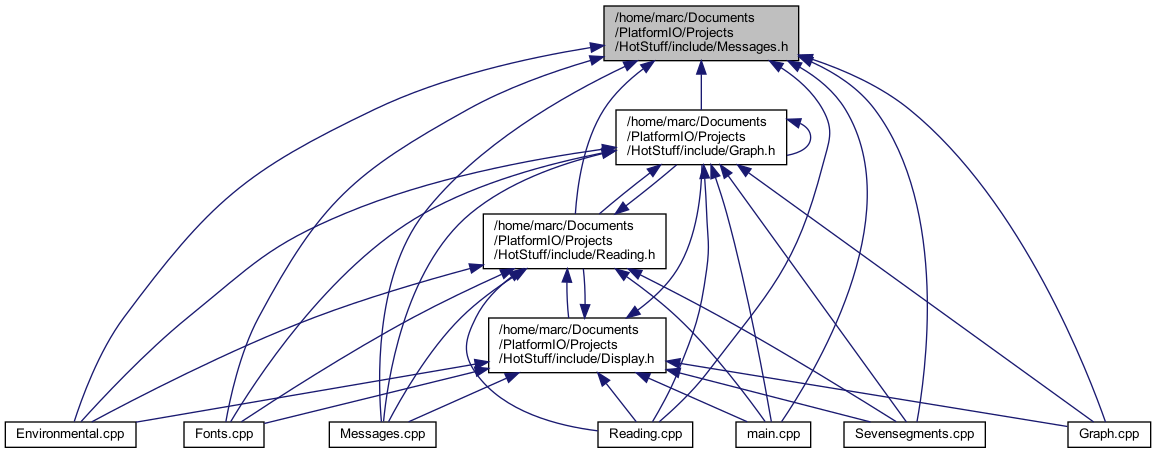 /home/marc/Documents
/PlatformIO/Projects
/HotStuff/include/Messages.h
/home/marc/Documents
/PlatformIO/Projects
/HotStuff/include/Graph.h
/home/marc/Documents
/PlatformIO/Projects
/HotStuff/include/Reading.h
/home/marc/Documents
/PlatformIO/Projects
/HotStuff/include/Display.h
Environmental.cpp
Fonts.cpp
Messages.cpp
Reading.cpp
main.cpp
Sevensegments.cpp
Graph.cpp